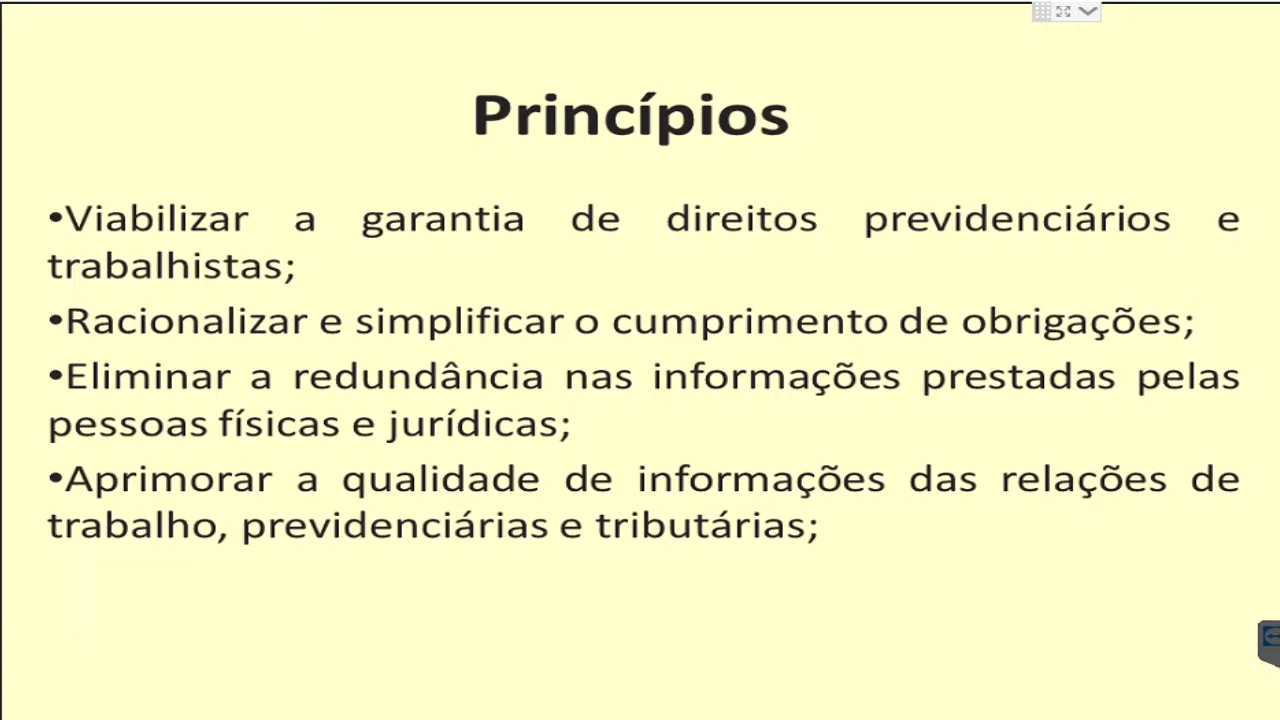 Princípios
•Viabilizar a garantia de direitos previdenciários e
trabalhistas;
•Racionalizar e simplificar o cumprimento de obrigações;
•Eliminar a redundância nas informações prestadas pelas
pessoas físicas e jurídicas;
•Aprimorar a qualidade de informações das relações de
trabalho, previdenciárias e tributárias;